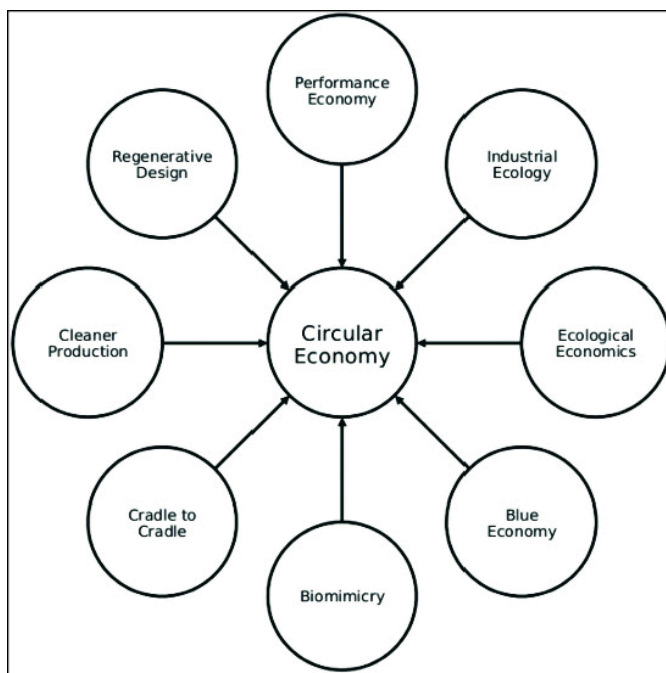 Performance
Economy
Regenerative
Design
Industrial
Ecology
Cleaner
Production
Circular
Economy
Ecological
Economics
Cradle to
Cradle
Blue
Economy
Biomimicry